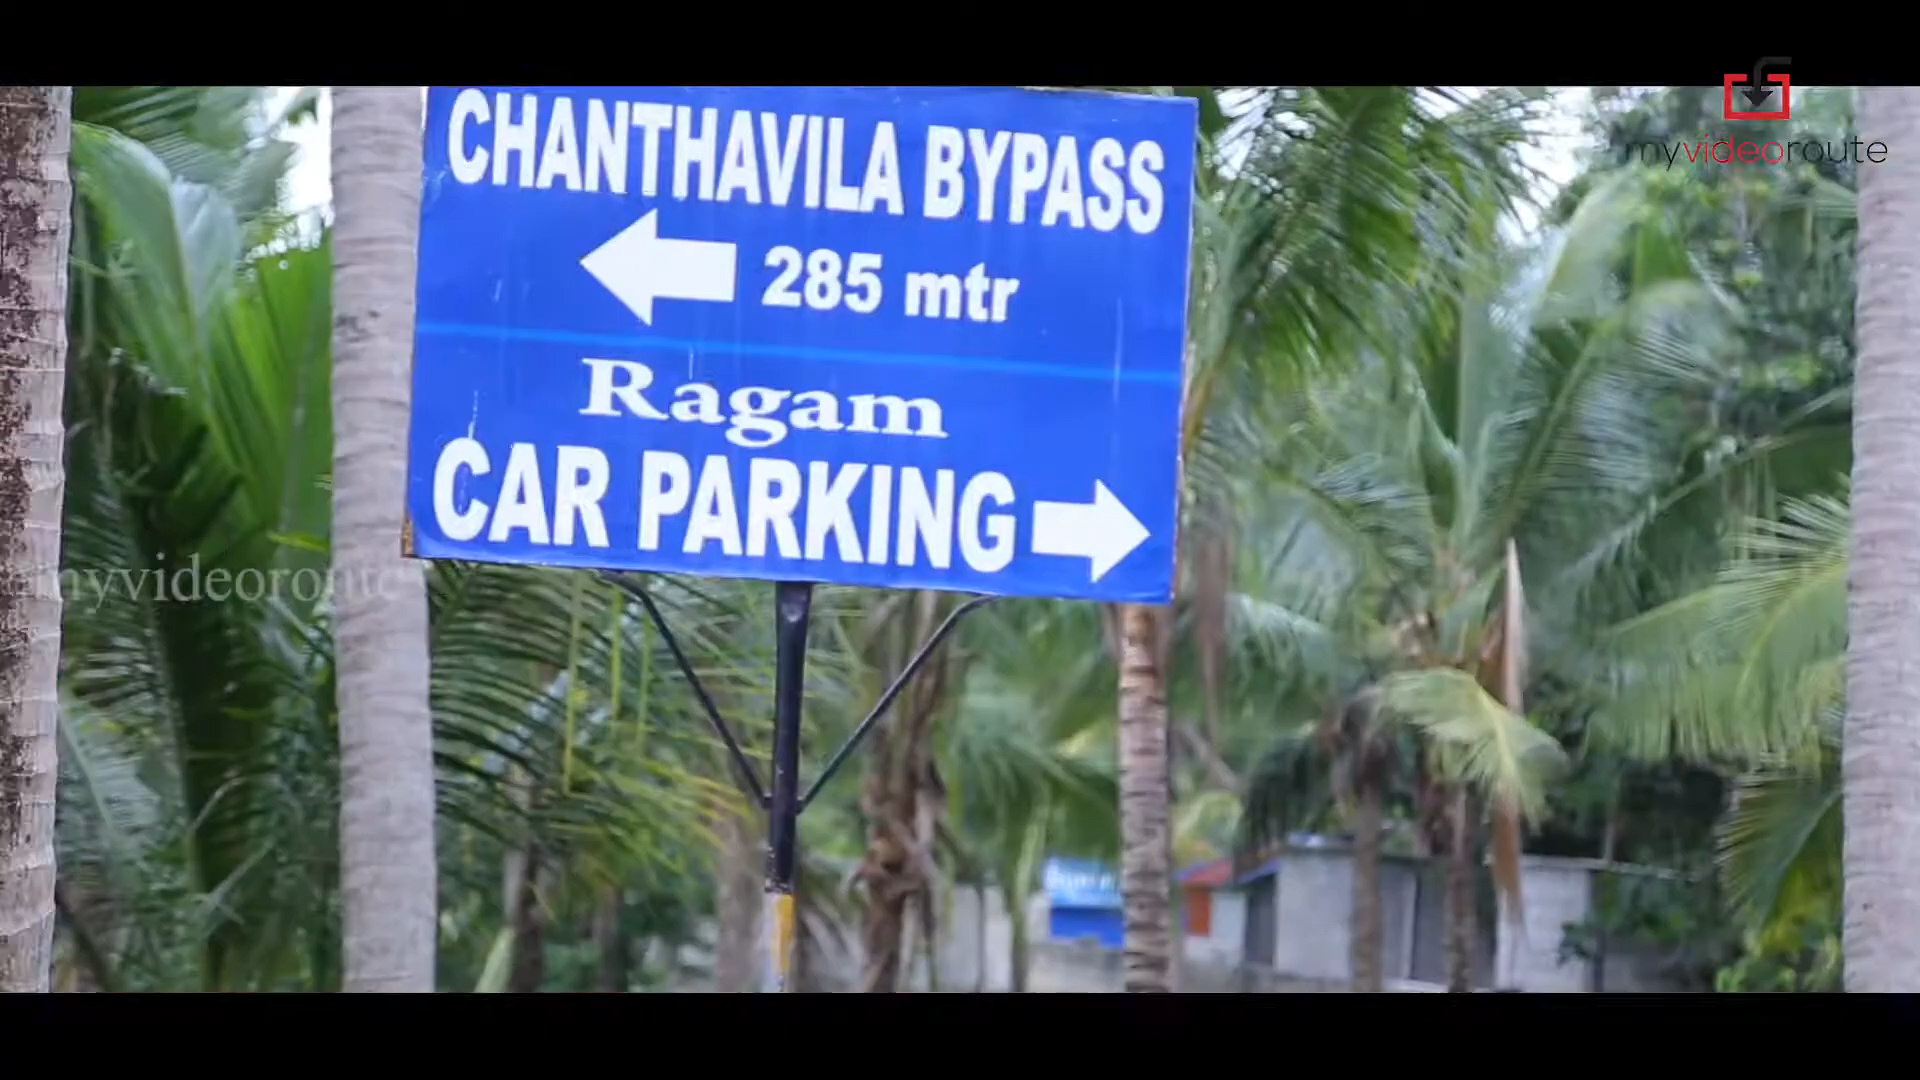 myvideoroute
CHANTHAVILA BYPASS
285 mtr
Ragam
CAR PARKING
myvideoroute